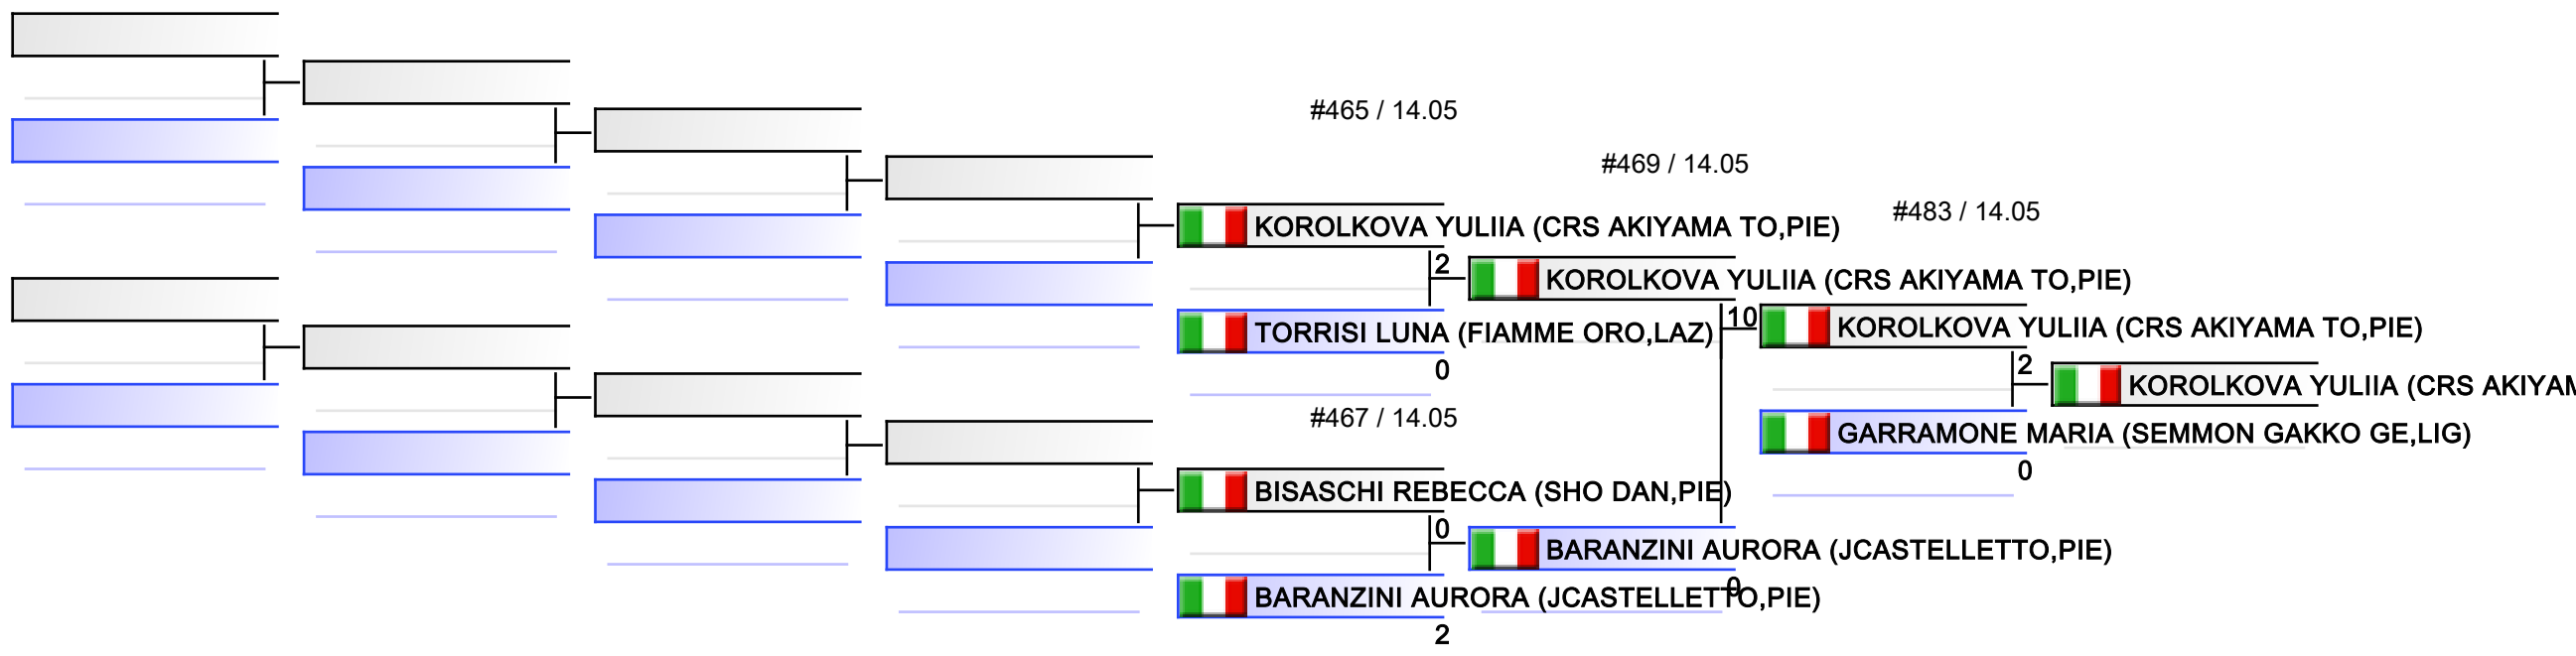 #465 / 14.05
#469 / 14.05
#483 / 14.05
KOROLKOVA YULIIA (CRS AKIYAMA TO,PIE)
2
KOROLKOVA YULIIA (CRS AKIYAMA TO,PIE)
TORRISI LUNA (FIAMME ORO,LAZ)
0
10
KOROLKOVA YULIIA (CRS AKIYAMA TO,PIE)
2
KOROLKOVA YULIIA (CRS AKIYAM
GARRAMONE MARIA (SEMMON GAKKO GE,LIG)
0
#467 / 14.05
BISASCHI REBECCA (SHO DAN,PIE)
0
BARANZINI AURORA (JCASTELLETTO,PIE)
0
BARANZINI AURORA (JCASTELLETTO,PIE)
2